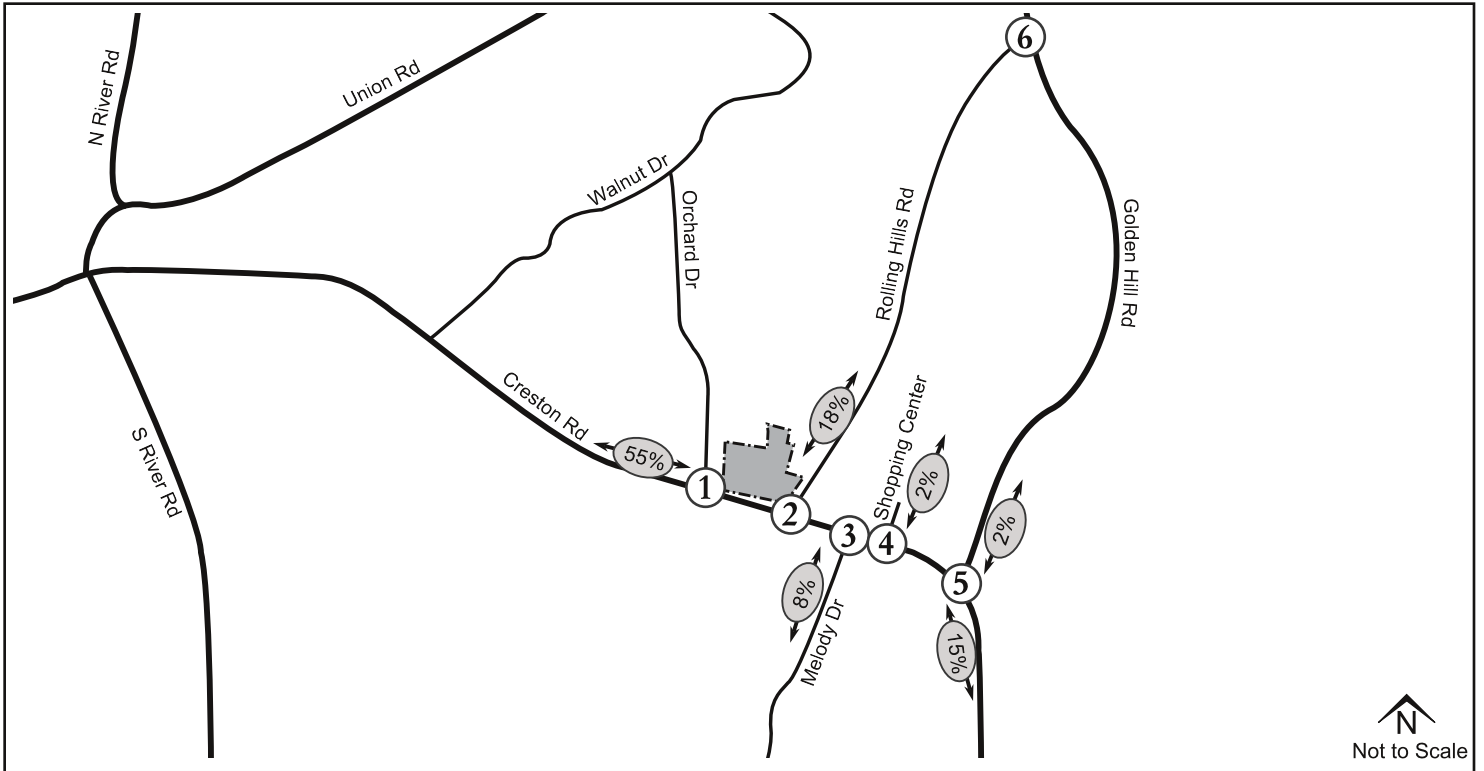 6
N River Rd
Union Rd
Walnut Dr
Orchard Dr
Rolling Hills Rd
Golden Hill Rd
Creston Rd
18%
Shopping Center
55%
S River Rd
1
2
2%
3
4
2%
5
8%
Melody Dr
15%
N
Not to Scale